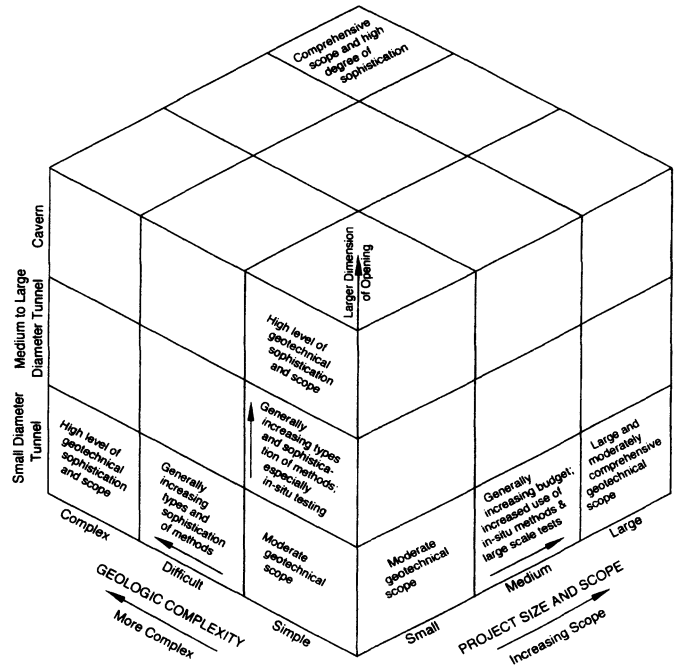 Comprehensive
scope and high
degree of
sophistication
Cavern
Medium to Large
Diameter Tunnel
Small Diameter
Tunnel
Larger Dimension
of Opening
High level of
geotechnical
sophistication
and scope
Generally
increasing types
and sophistica-
tion of methods;
especially
in-situ testing
High level of
geotechnical
sophistication
and scope
Generally
increasing
types and
sophistication
of methods
Moderate
geotechnical
scope
Moderate
geotechnical
scope
Generally
increasing budget;
increased use of
in-situ methods &
large scale tests
Large and
moderately
comprehensive
geotechnical
scope
Complex
Difficult
Simple
Small
Medium
Large
GEOLOGIC COMPLEXITY
More Complex
PROJECT SIZE AND SCOPE
Increasing Scope